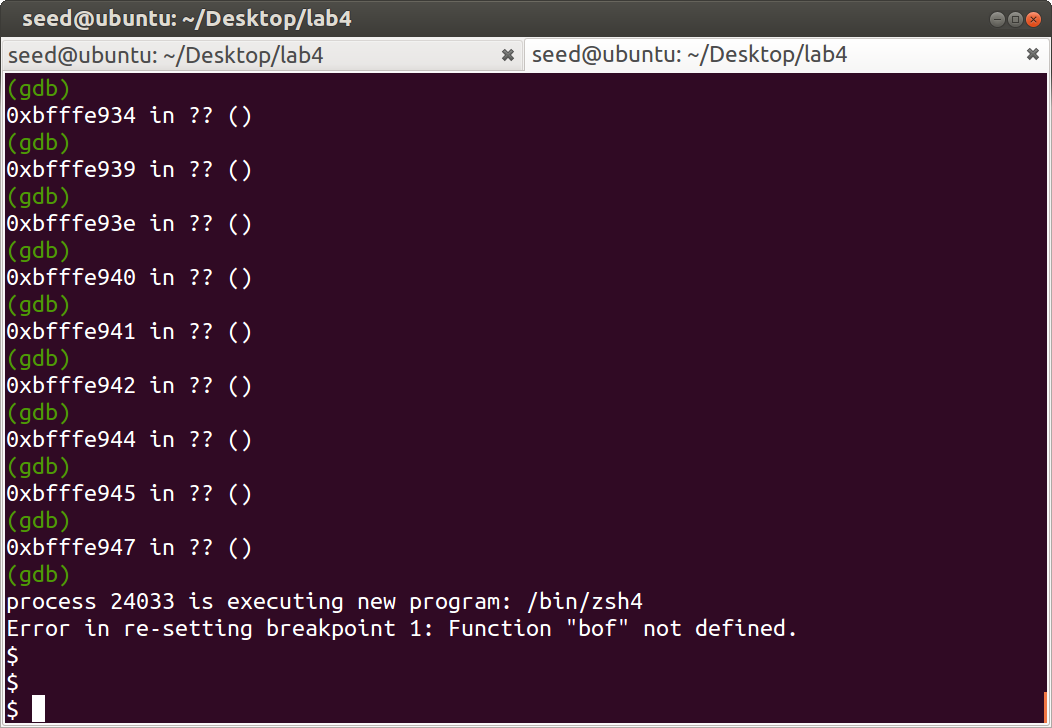 seed@ubuntu: ~/Desktop/lab4
seed@ubuntu: ~/Desktop/lab4 ✖ seed@ubuntu: ~/Desktop/lab4 ✖
(gdb)
0xbfffe934 in ?? ()
(gdb)
0xbfffe939 in ?? ()
(gdb)
0xbfffe93e in ?? ()
(gdb)
0xbfffe940 in ?? ()
(gdb)
0xbfffe941 in ?? ()
(gdb)
0xbfffe942 in ?? ()
(gdb)
0xbfffe944 in ?? ()
(gdb)
0xbfffe945 in ?? ()
(gdb)
0xbfffe947 in ?? ()
(gdb)
process 24033 is executing new program: /bin/zsh4
Error in re-setting breakpoint 1: Function "bof" not defined.
$
$
$